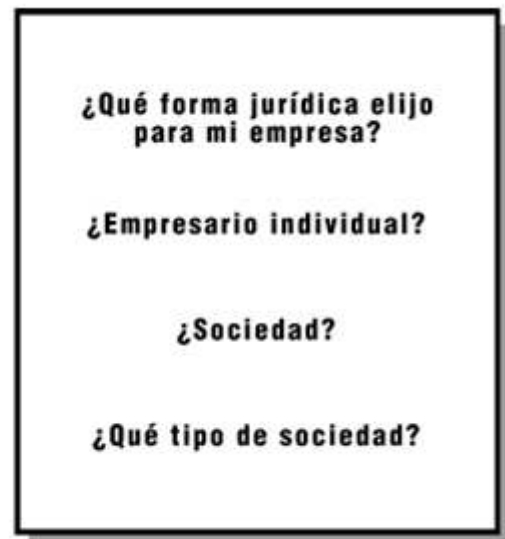 ¿Qué forma jurídica elijo
para mi empresa?
¿Empresario individual?
¿Sociedad?
¿Qué tipo de sociedad?